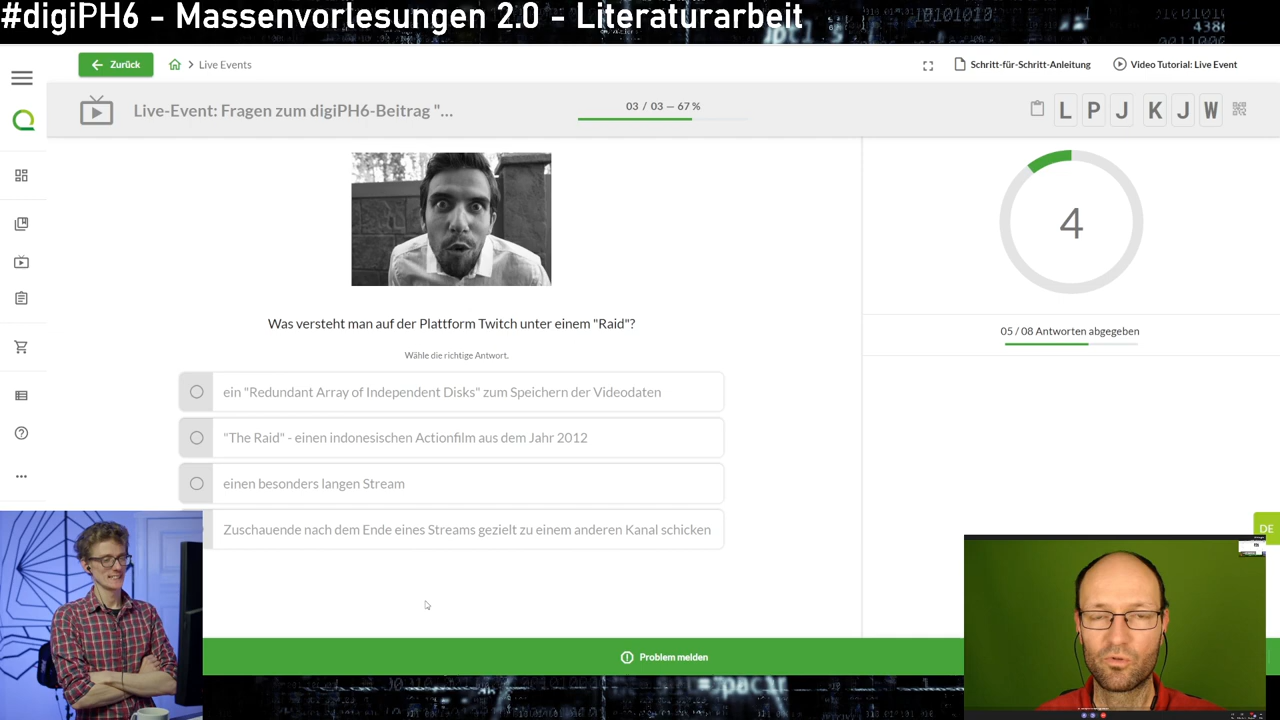 #digiPH6 - Massenvorlesungen 2.0 - Literaturarbeit
Zurück
Live Events
Schritt-für-Schritt-Anleitung
Video Tutorial: Live Event
Live-Event: Fragen zum digiPH6-Beitrag "...
03 / 03 — 67 %
L P J K J W
4
05 / 08 Antworten abgegeben
Was versteht man auf der Plattform Twitch unter einem "Raid"?
Wähle die richtige Antwort.
ein "Redundant Array of Independent Disks" zum Speichern der Videodaten
"The Raid" - einen indonesischen Actionfilm aus dem Jahr 2012
einen besonders langen Stream
Zuschauende nach dem Ende eines Streams gezielt zu einem anderen Kanal schicken
DE
Problem melden